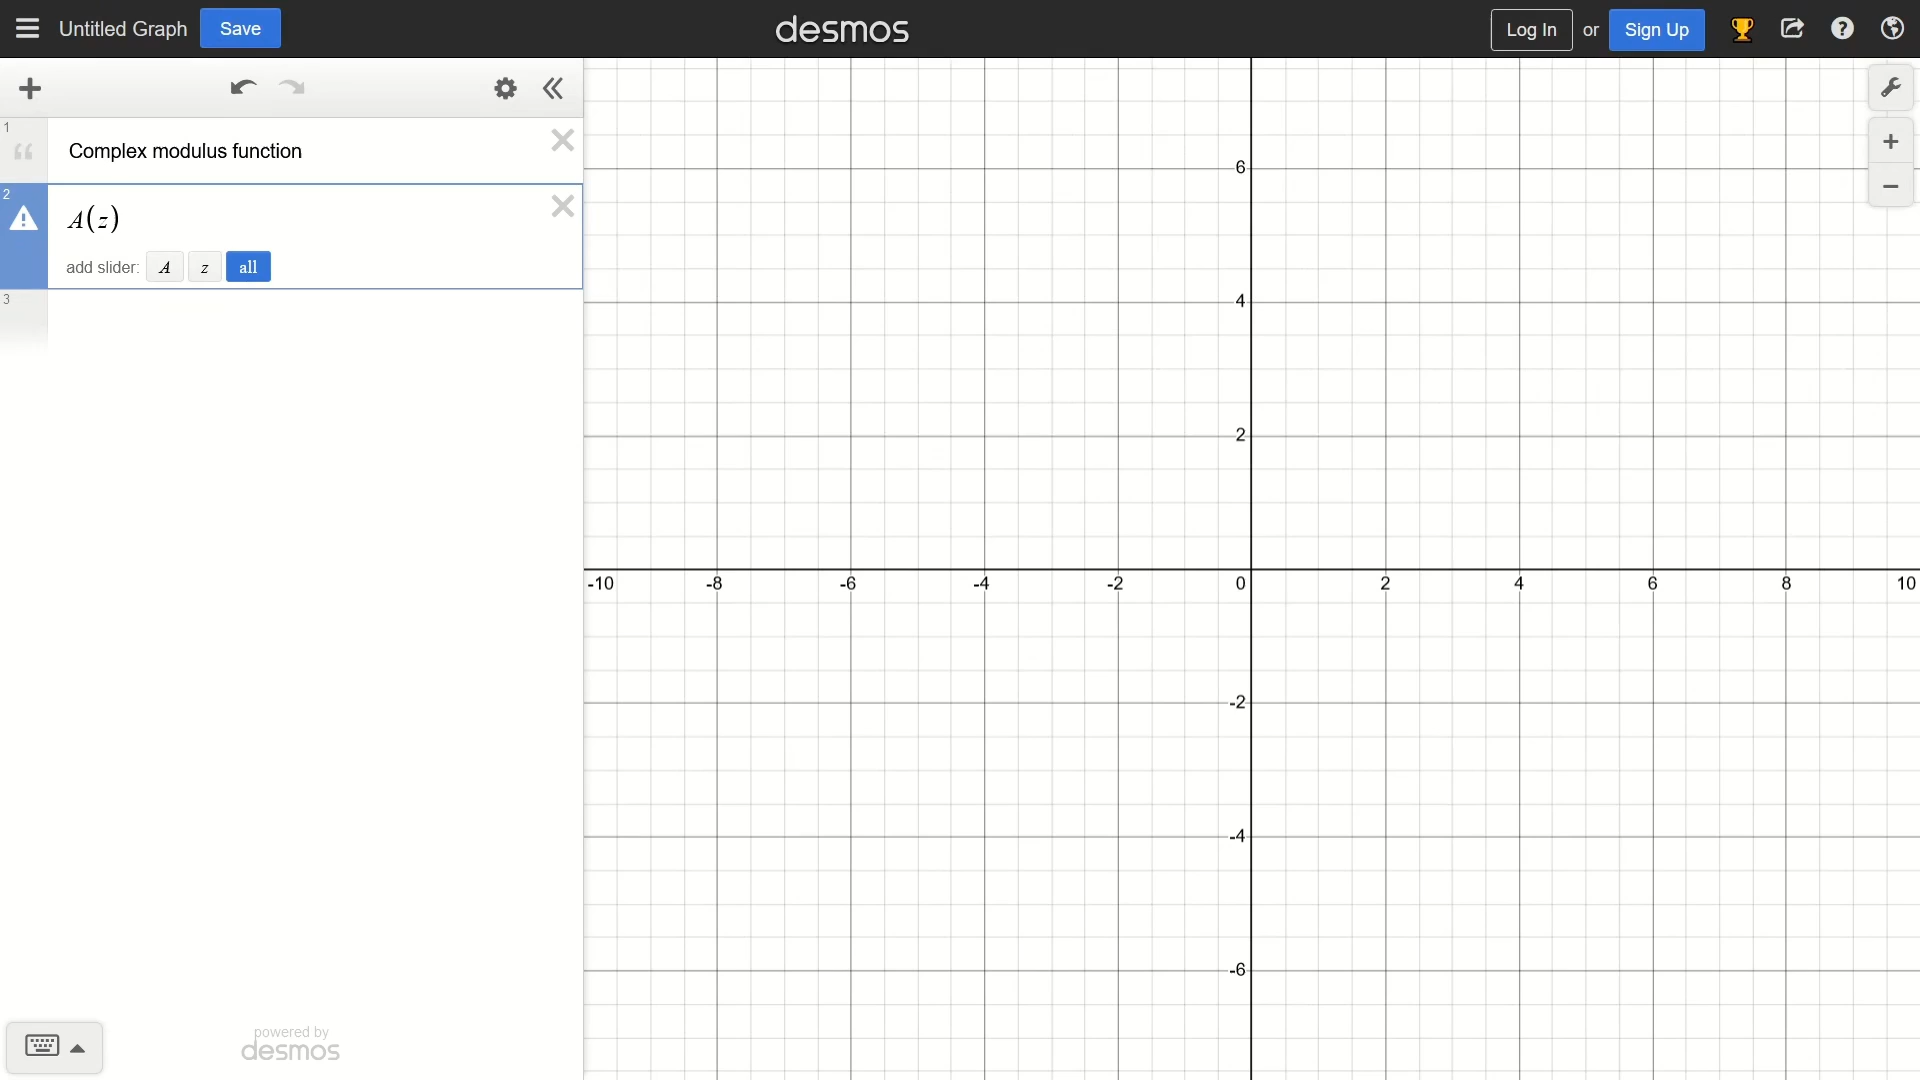 Untitled Graph
Save
desmos
Log In or Sign Up
1
Complex modulus function
2
A(z)
add slider: A z all
3
6
4
2
-10 -8 -6 -4 -2 0 2 4 6 8 10
-2
-4
-6
powered by
desmos